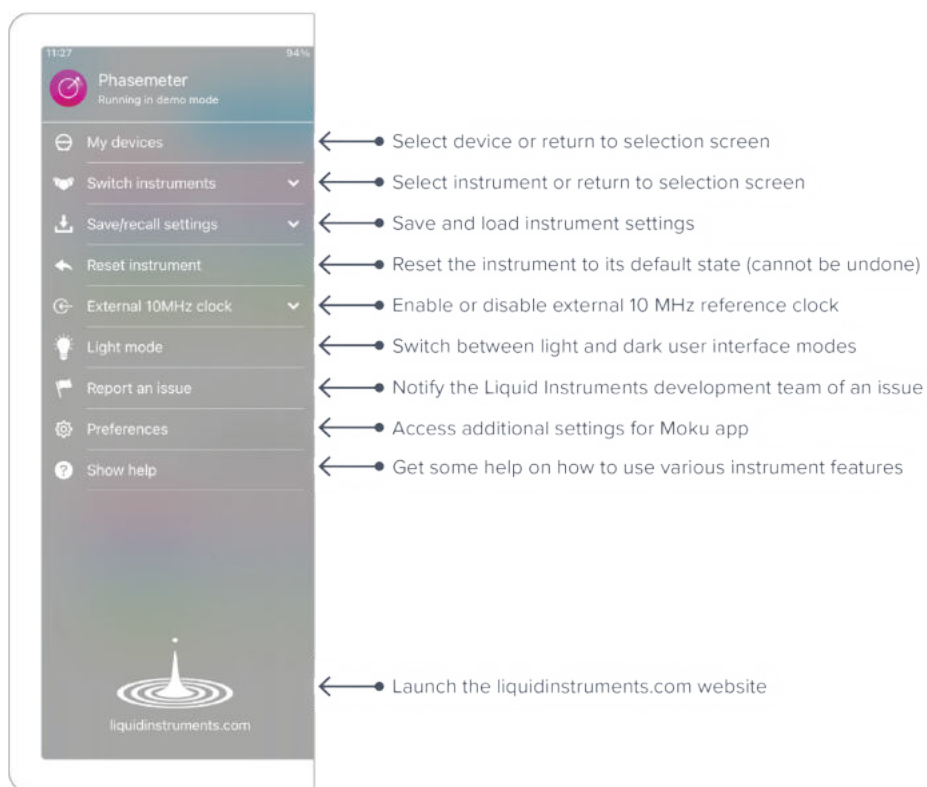 11:27 94%
Phasemeter
Running in demo mode
My devices
Select device or return to selection screen
Switch instruments
Select instrument or return to selection screen
Save/recall settings
Save and load instrument settings
Reset instrument
Reset the instrument to its default state (cannot be undone)
External 10MHz clock
Enable or disable external 10 MHz reference clock
Light mode
Switch between light and dark user interface modes
Report an issue
Notify the Liquid Instruments development team of an issue
Preferences
Access additional settings for Moku app
? Show help
Get some help on how to use various instrument features
Launch the liquidinstruments.com website
liquidinstruments.com